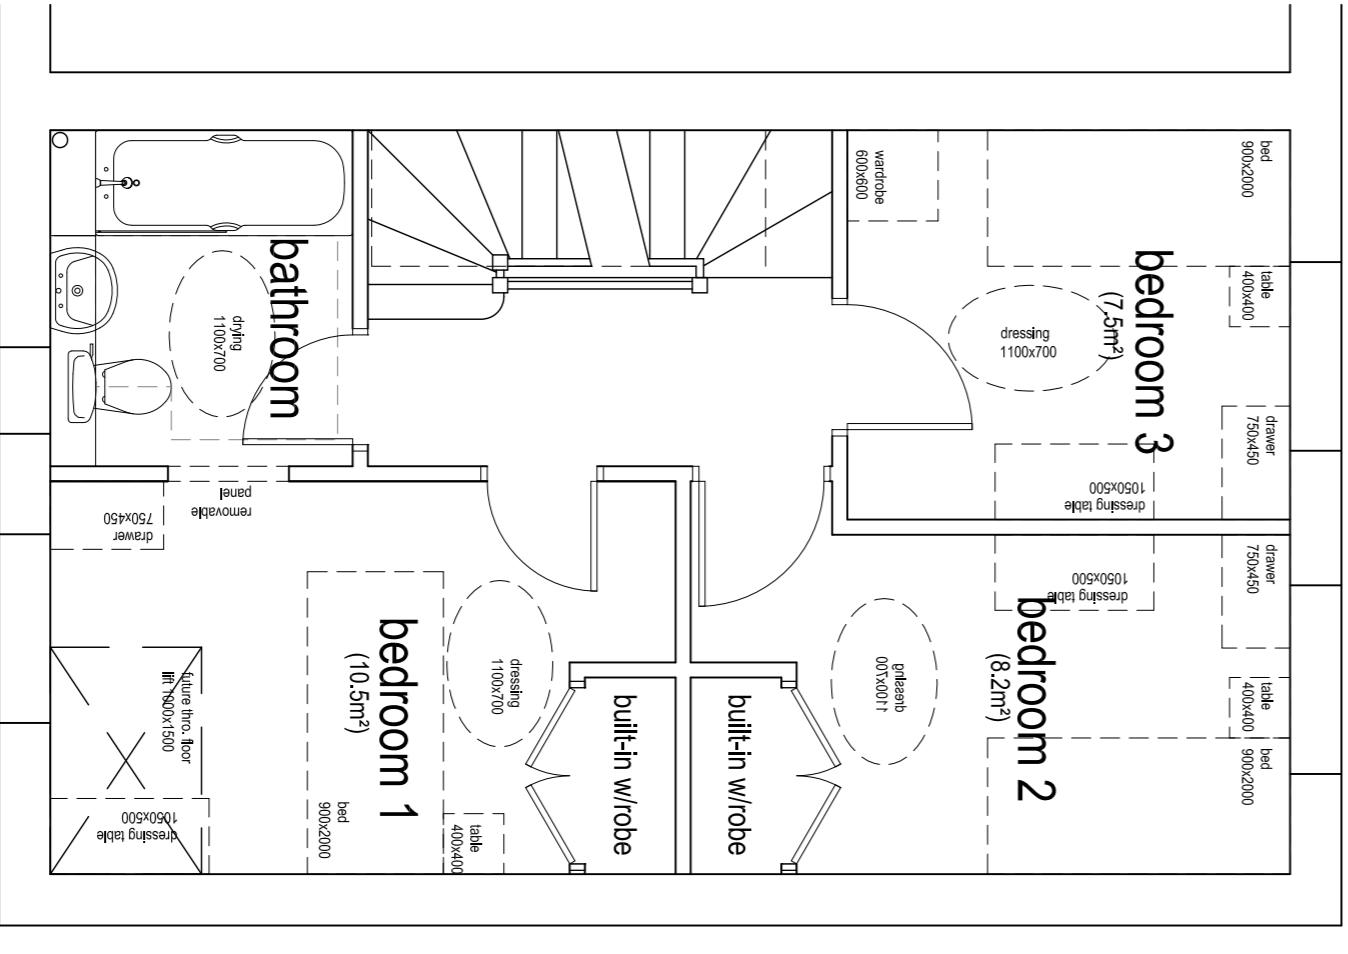 bathroom
drying
1100x700
wardrobe
600x600
bed
900x2000
table
400x400
bedroom 3
(7.5m²)
dressing
1100x700
drawer
750x450
dressing table
1050x500
removable
panel
drawer
750x450
bedroom 1
(10.5m²)
dressing
1100x700
future thro. floor
lift 1000x1500
dressing table
1050x500
bed
900x2000
table
400x400
built-in w/robe
built-in w/robe
dressing table
1050x500
drawer
750x450
bedroom 2
(8.2m²)
dressing
1100x700
table
400x400
bed
900x2000